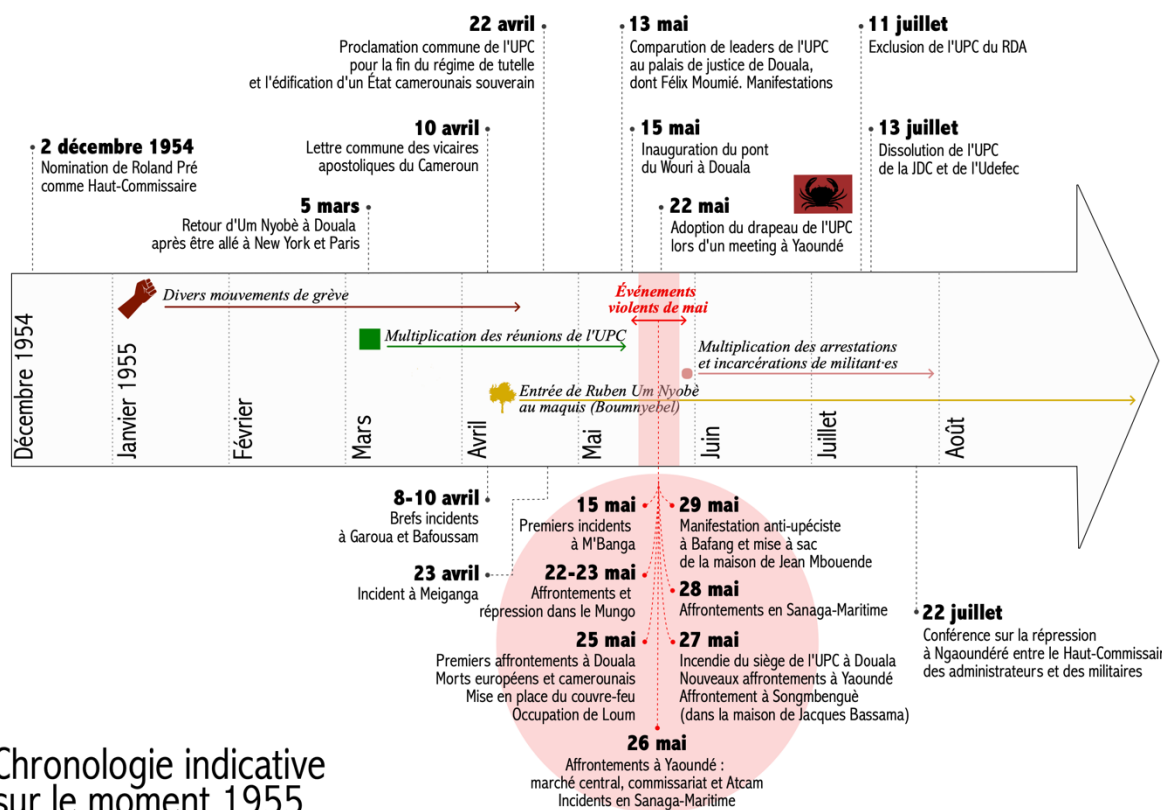 22 avril
Proclamation commune de l'UPC
pour la fin du régime de tutelle
et l'édification d'un État camerounais souverain
13 mai
Comparution de leaders de l'UPC
au palais de justice de Douala,
dont Félix Moumié. Manifestations
11 juillet
Exclusion de l'UPC du RDA
2 décembre 1954
Nomination de Roland Pré
comme Haut-Commissaire
10 avril
Lettre commune des vicaires
apostoliques du Cameroun
15 mai
Inauguration du pont
du Wouri à Douala
13 juillet
Dissolution de l'UPC
de la JDC et de l'Udefec
5 mars
Retour d'Um Nyobè à Douala
après être allé à New York et Paris
22 mai
Adoption du drapeau de l'UPC
lors d'un meeting à Yaoundé
Divers mouvements de grève
Événements
violents de mai
Multiplication des réunions de l'UPC
Multiplication des arrestations
et incarcérations de militant·es
Entrée de Ruben Um Nyobè
au maquis (Boumnyebel)
Décembre 1954
Janvier 1955
Février
Mars
Avril
Mai
Juin
Juillet
Août
8-10 avril
Brefs incidents
à Garoua et Bafoussam
23 avril
Incident à Meiganga
15 mai
Premiers incidents
à M'Banga
22-23 mai
Affrontements et
répression dans le Mungo
25 mai
Premiers affrontements à Douala
Morts européens et camerounais
Mise en place du couvre-feu
Occupation de Loum
29 mai
Manifestation anti-upéciste
à Bafang et mise à sac
de la maison de Jean Mbouende
28 mai
Affrontements en Sanaga-Maritime
27 mai
Incendie du siège de l'UPC à Douala
Nouveaux affrontements à Yaoundé
Affrontement à Songmbenguè
(dans la maison de Jacques Bassama)
26 mai
Affrontements à Yaoundé :
marché central, commissariat et Atcam
Incidents en Sanaga-Maritime
22 juillet
Conférence sur la répression
à Ngaoundéré entre le Haut-Commissai
des administrateurs et des militaires
Chronologie indicative
sur le moment 1955